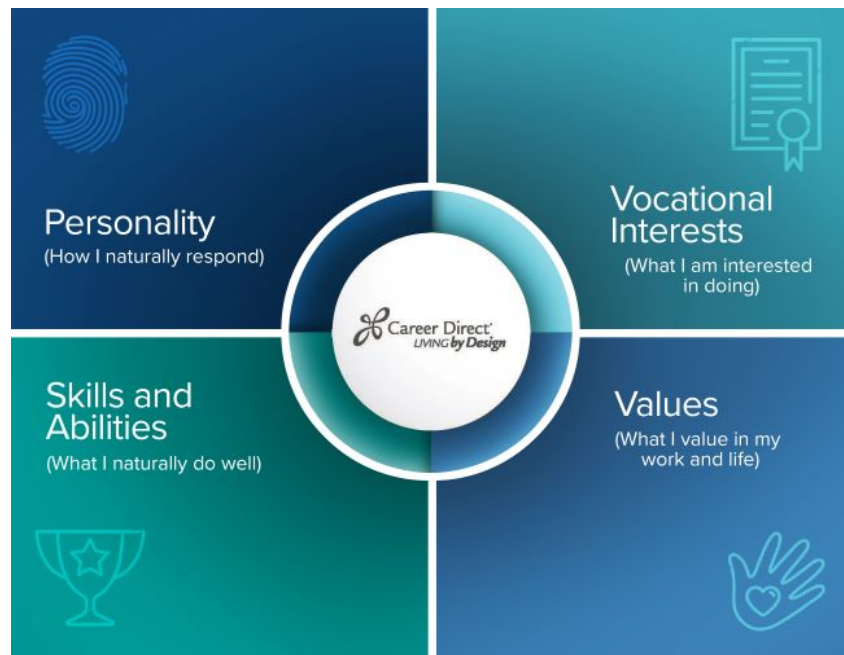 Personality
(How I naturally respond)
Vocational
Interests
(What I am interested
in doing)
Career Direct®
LIVING by Design
Skills and
Abilities
(What I naturally do well)
Values
(What I value in my
work and life)